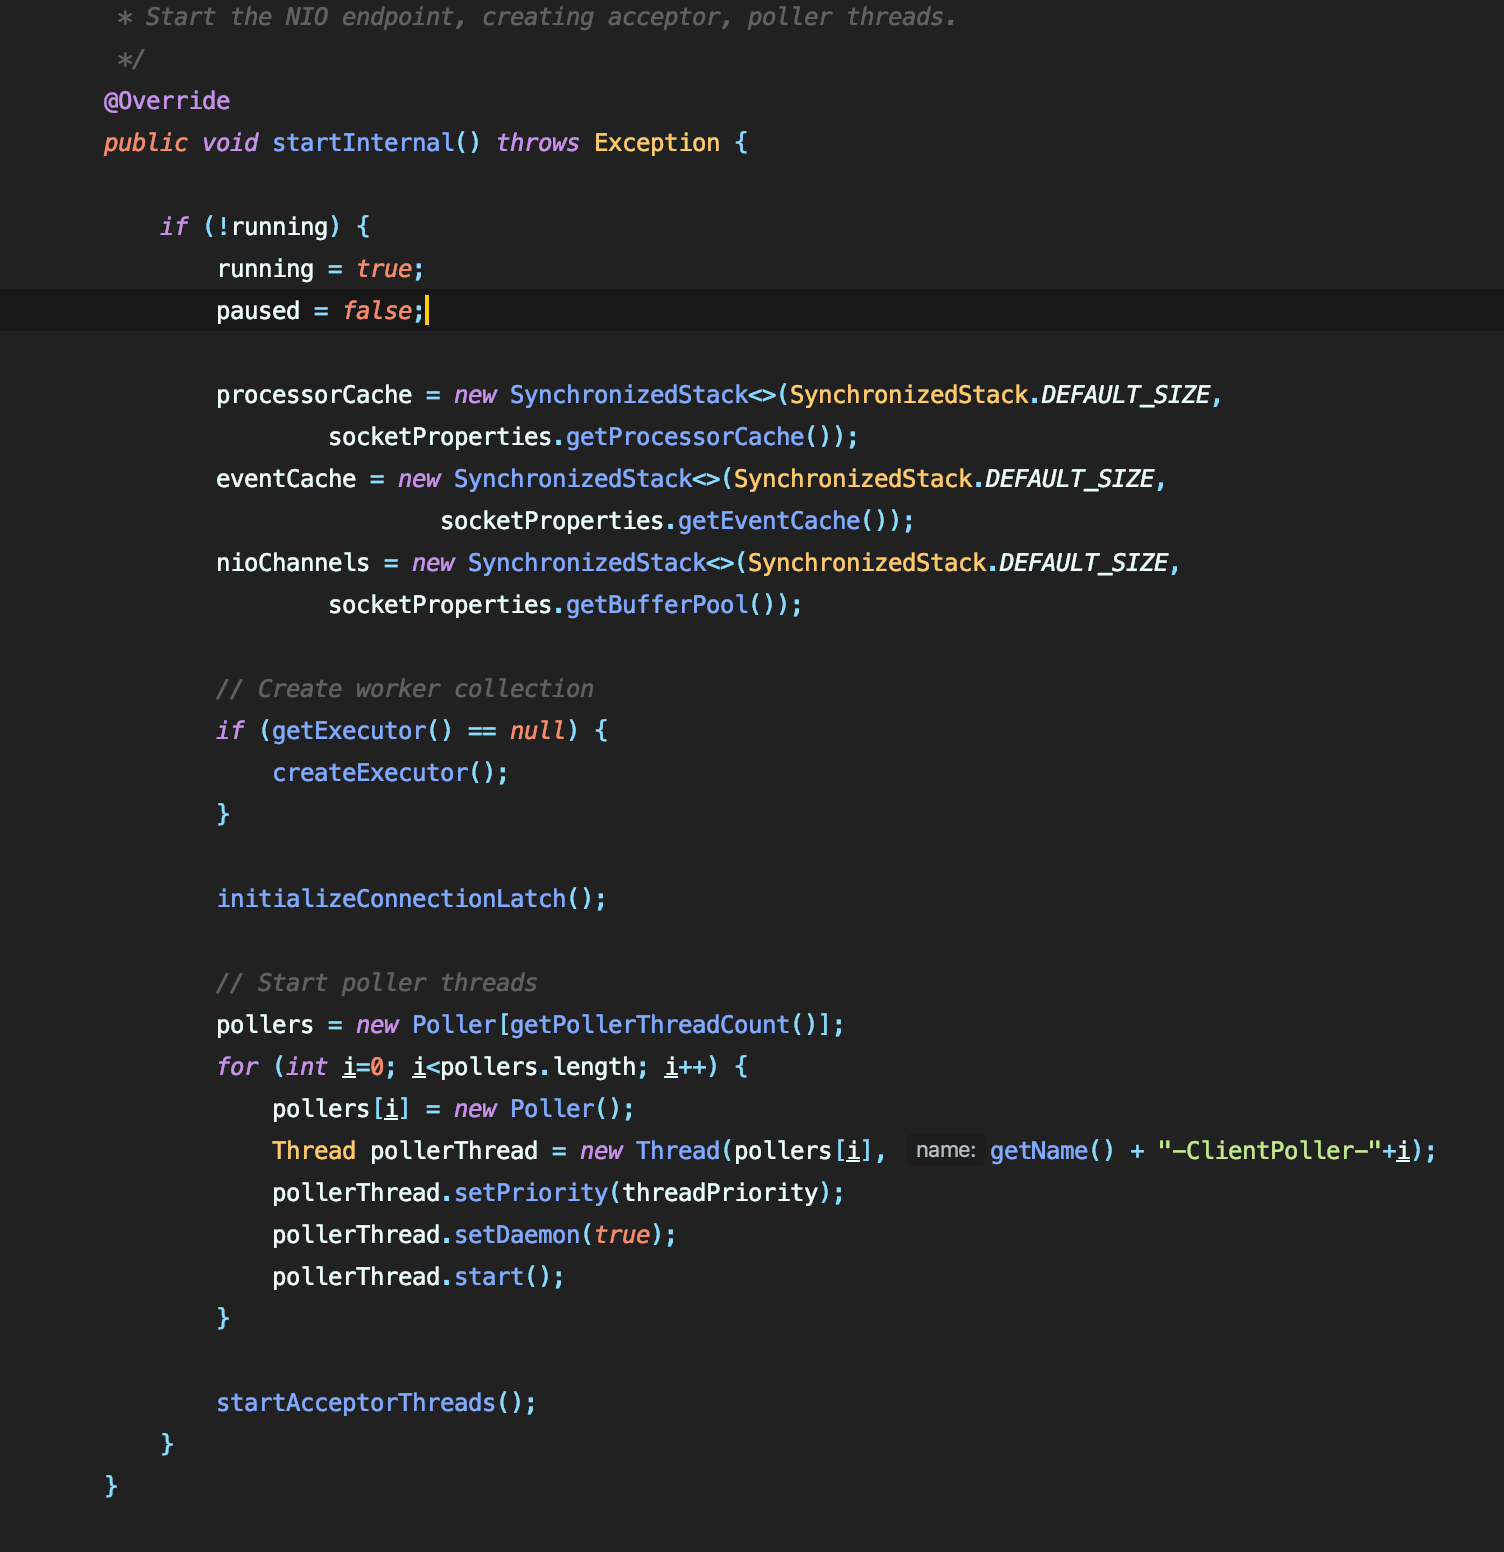 * Start the NIO endpoint, creating acceptor, poller threads.
*/
@Override
public void startInternal() throws Exception {
if (!running) {
running = true;
paused = false;
processorCache = new SynchronizedStack<>(SynchronizedStack.DEFAULT_SIZE,
socketProperties.getProcessorCache());
eventCache = new SynchronizedStack<>(SynchronizedStack.DEFAULT_SIZE,
socketProperties.getEventCache());
nioChannels = new SynchronizedStack<>(SynchronizedStack.DEFAULT_SIZE,
socketProperties.getBufferPool());
// Create worker collection
if (getExecutor() == null) {
createExecutor();
}
initializeConnectionLatch();
// Start poller threads
pollers = new Poller[getPollerThreadCount()];
for (int i=0; i<pollers.length; i++) {
pollers[i] = new Poller();
Thread pollerThread = new Thread(pollers[i], name: getName() + "-ClientPoller-"+i);
pollerThread.setPriority(threadPriority);
pollerThread.setDaemon(true);
pollerThread.start();
}
startAcceptorThreads();
}
}